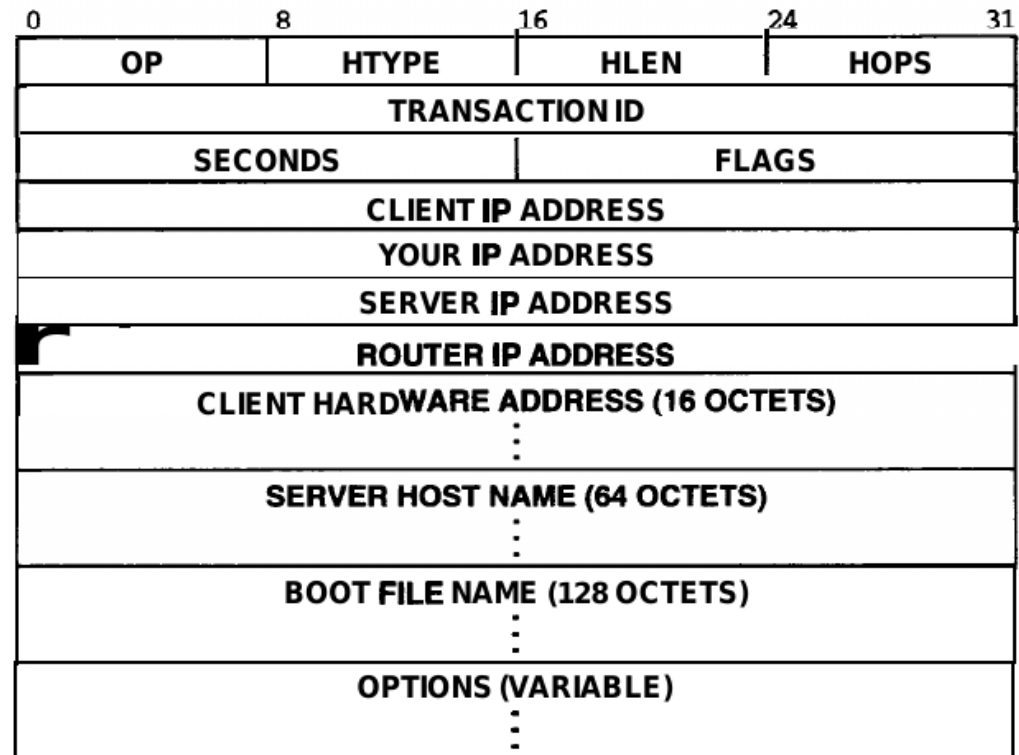 0 8 16 24 31
OP HTYPE HLEN HOPS
TRANSACTION ID
SECONDS FLAGS
CLIENT IP ADDRESS
YOUR IP ADDRESS
SERVER IP ADDRESS
ROUTER IP ADDRESS
CLIENT HARDWARE ADDRESS (16 OCTETS)
SERVER HOST NAME (64 OCTETS)
BOOT FILE NAME (128 OCTETS)
OPTIONS (VARIABLE)